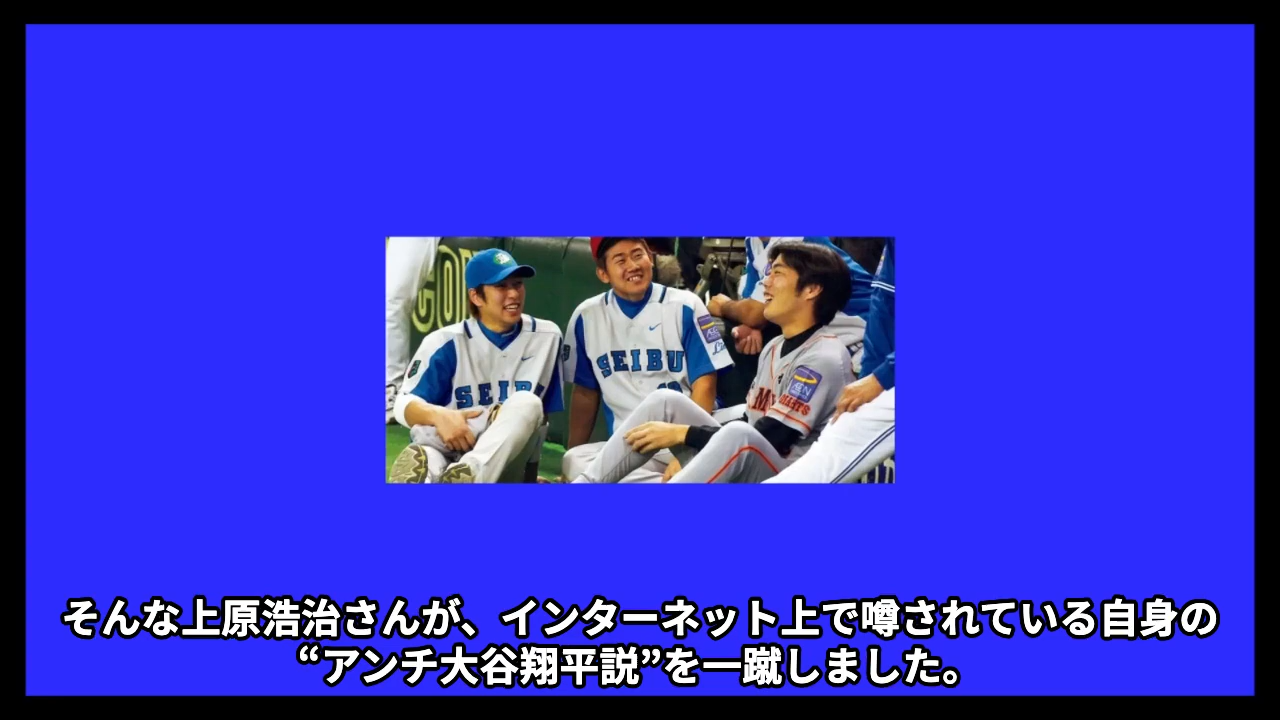 SEIBU
そんな上原浩治さんが、インターネット上で噂されている自身の
“アンチ大谷翔平説”を一蹴しました。